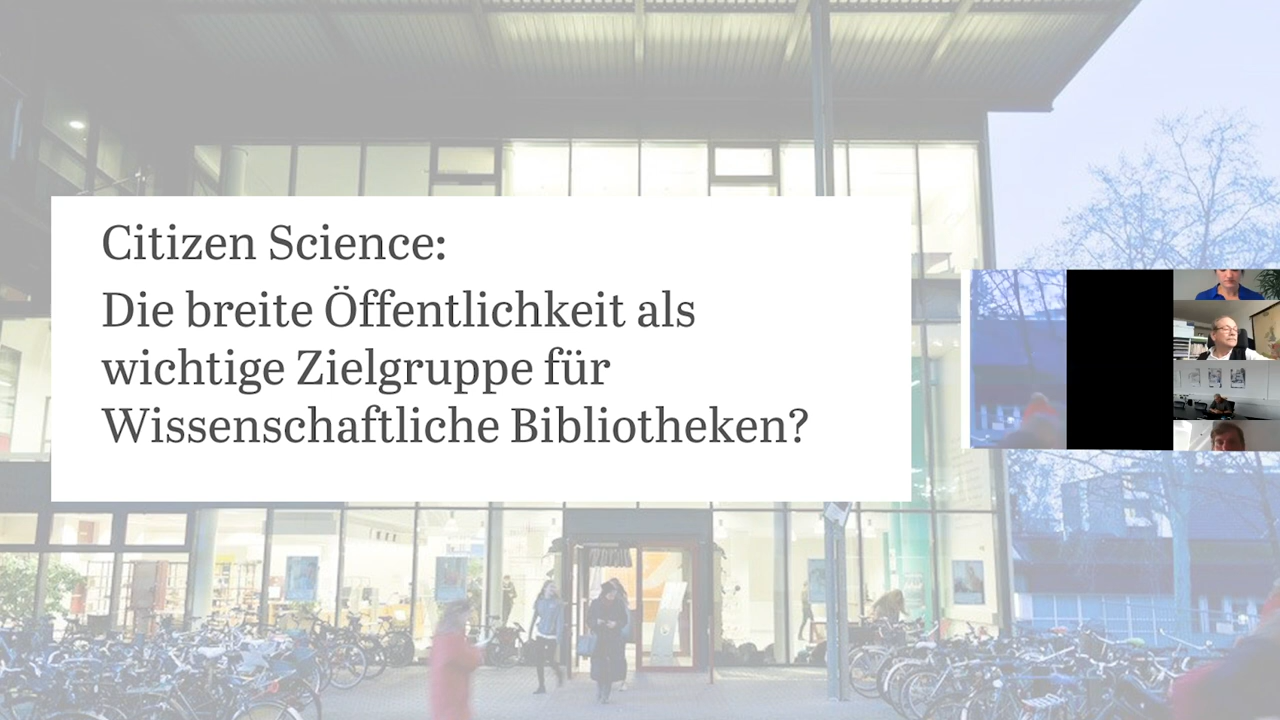 Citizen Science:
Die breite Öffentlichkeit als
wichtige Zielgruppe für
Wissenschaftliche Bibliotheken?